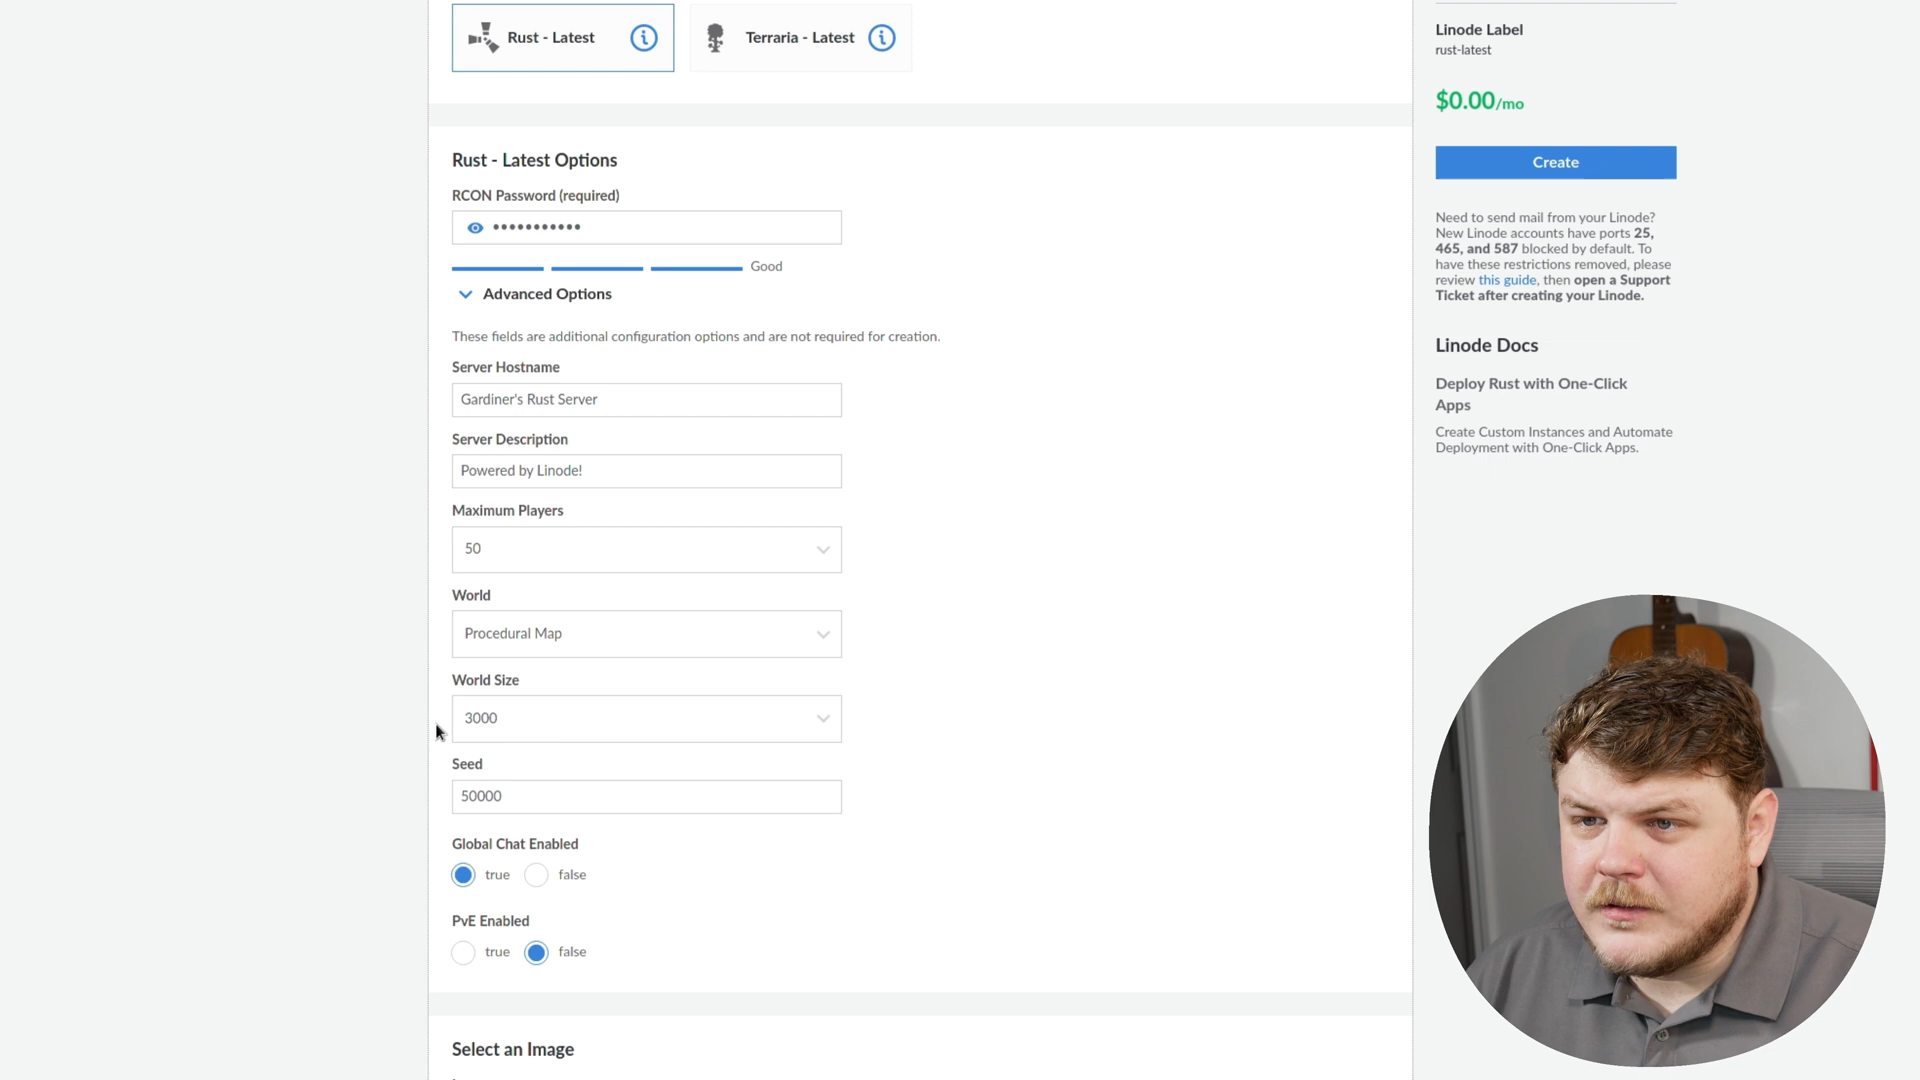 Rust - Latest
Terraria - Latest
Rust - Latest Options
RCON Password (required)
•••••••••••
Good
Advanced Options
These fields are additional configuration options and are not required for creation.
Server Hostname
Gardiner's Rust Server
Server Description
Powered by Linode!
Maximum Players
50
World
Procedural Map
World Size
3000
Seed
50000
Global Chat Enabled
true false
PvE Enabled
true false
Select an Image
Linode Label
rust-latest
$0.00/mo
Create
Need to send mail from your Linode?
New Linode accounts have ports 25,
465, and 587 blocked by default. To
have these restrictions removed, please
review this guide, then open a Support
Ticket after creating your Linode.
Linode Docs
Deploy Rust with One-Click
Apps
Create Custom Instances and Automate
Deployment with One-Click Apps.